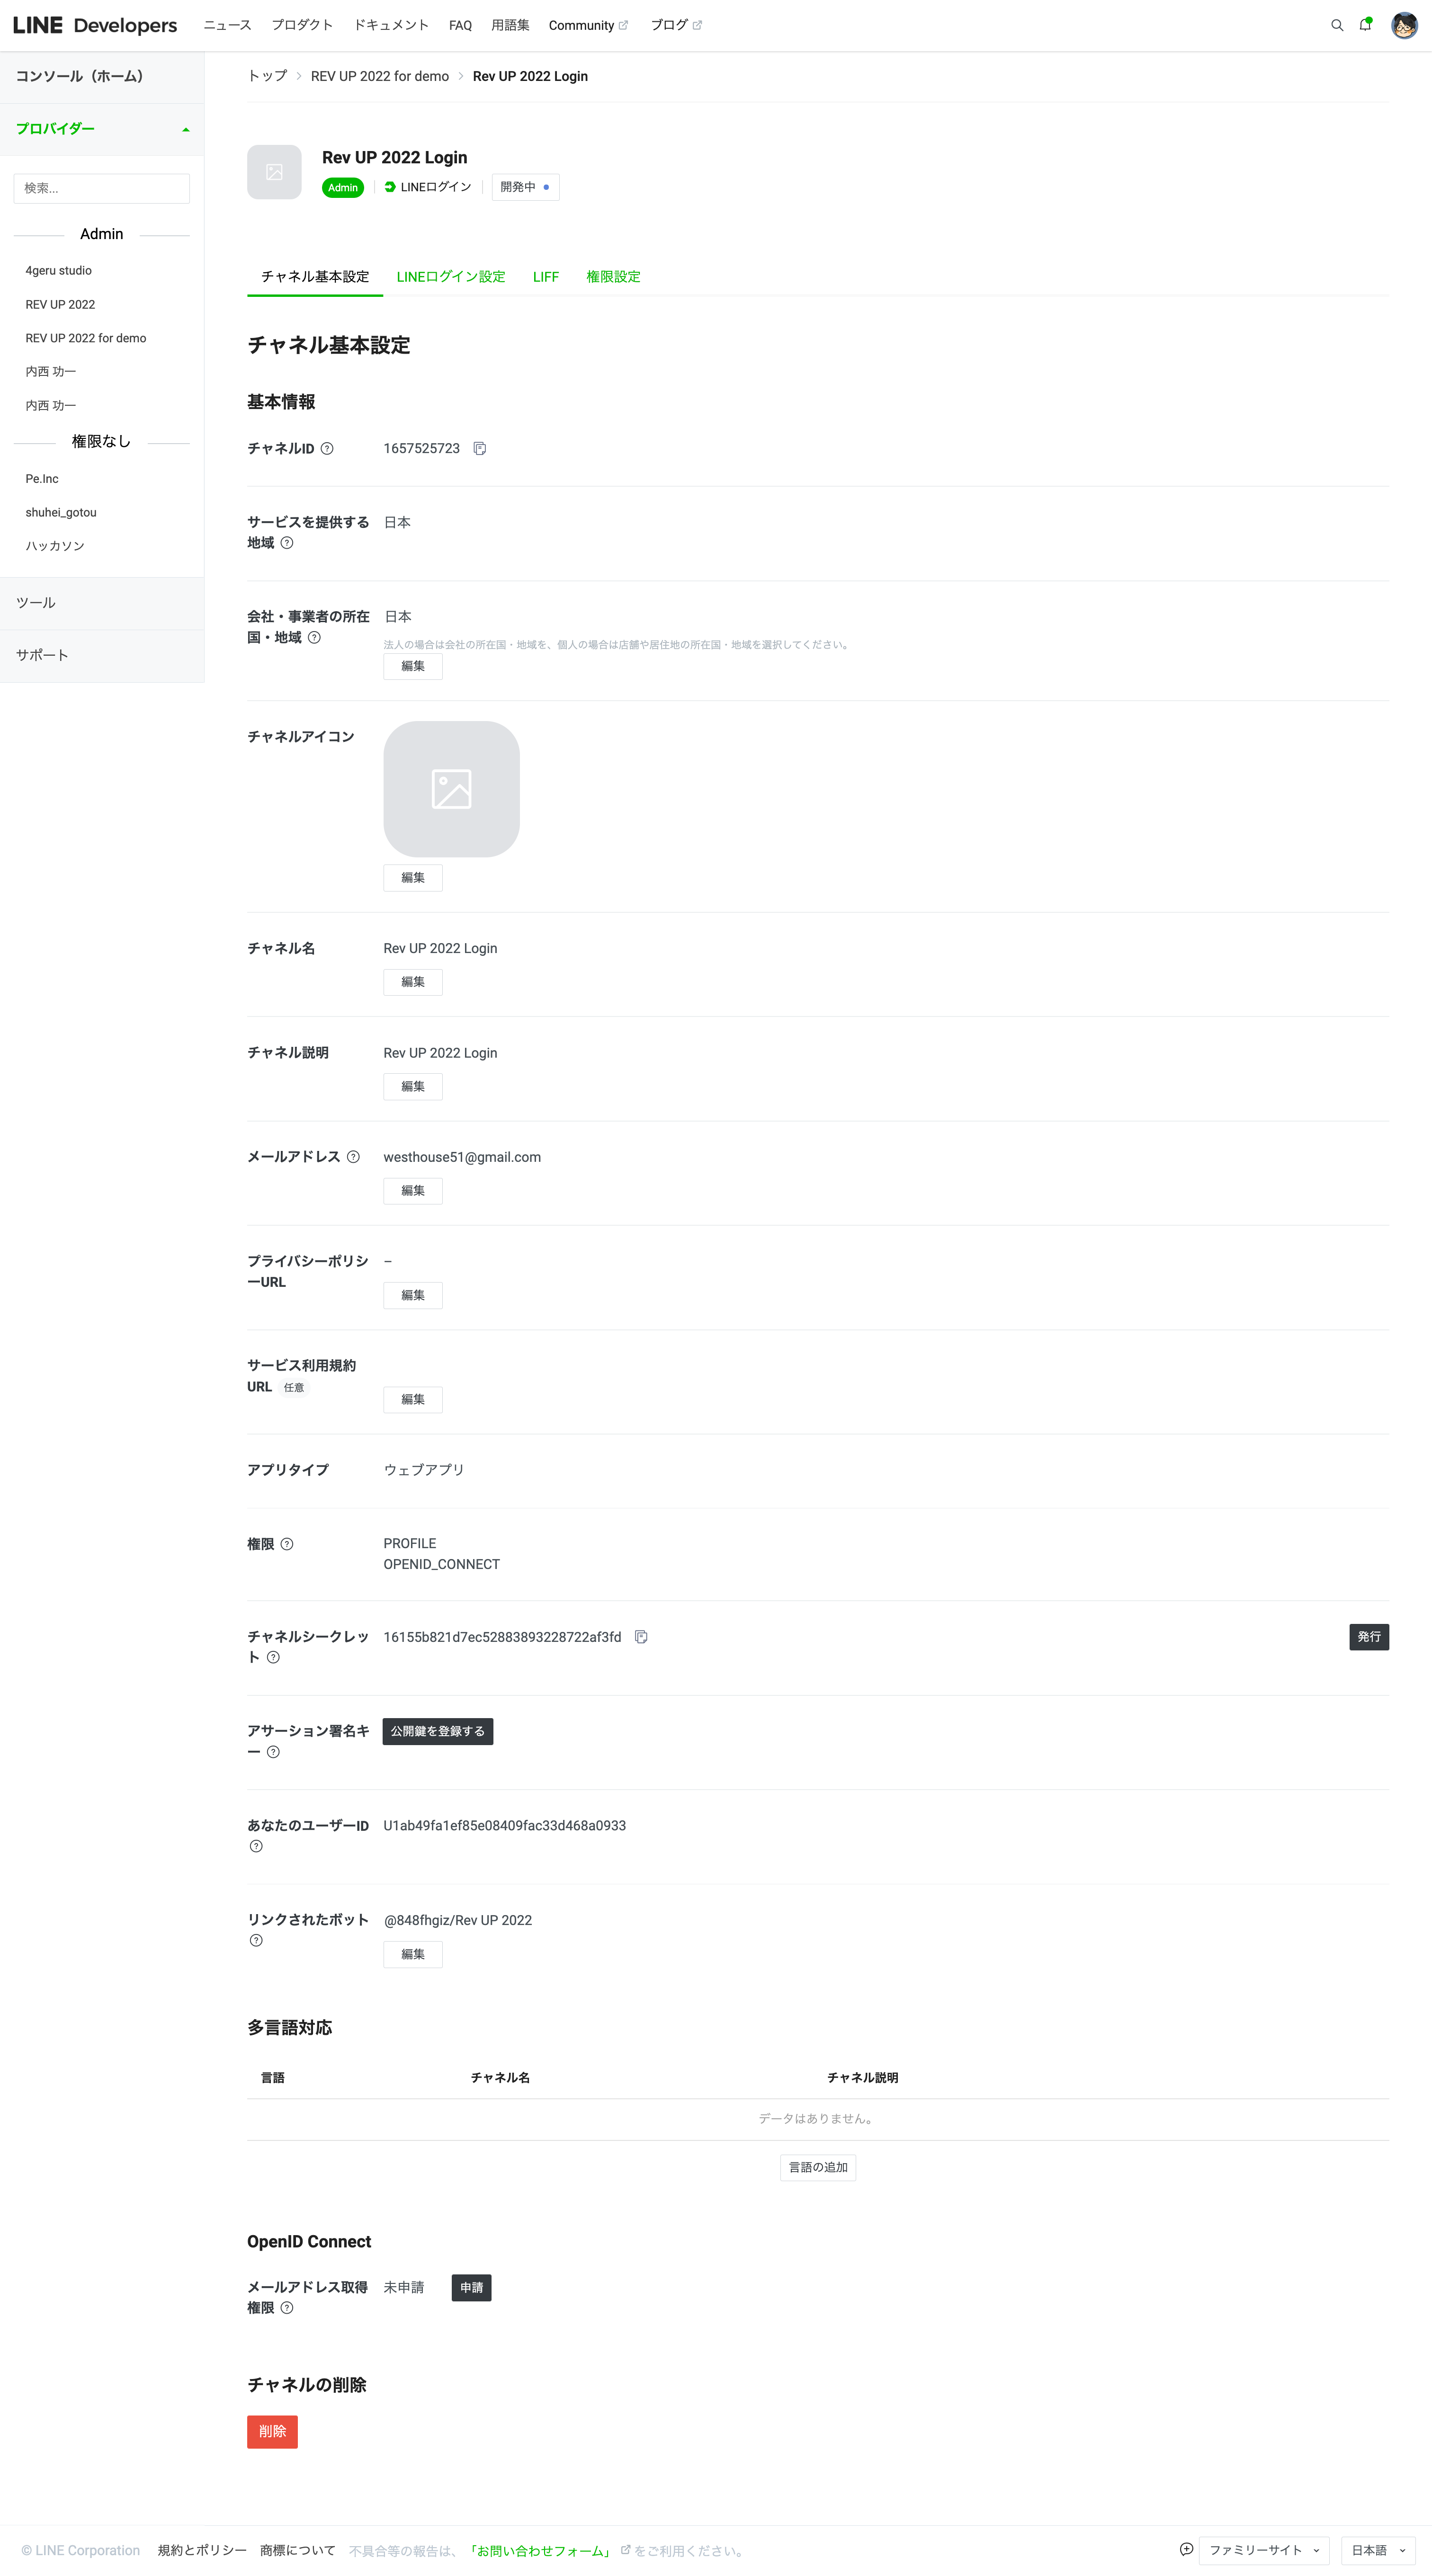 LINE Developers ニュース プロダクト ドキュメント FAQ 用語集 Community ブログ
コンソール（ホーム）
プロバイダー
検索...
Admin
4geru studio
REV UP 2022
REV UP 2022 for demo
内西 功一
内西 功一
権限なし
Pe.Inc
shuhei_gotou
ハッカソン
ツール
サポート
トップ REV UP 2022 for demo Rev UP 2022 Login
Rev UP 2022 Login
Admin LINEログイン 開発中
チャネル基本設定 LINEログイン設定 LIFF 権限設定
チャネル基本設定
基本情報
チャネルID 1657525723
サービスを提供する 日本
地域
会社・事業者の所在 日本
国・地域
法人の場合は会社の所在国・地域を、個人の場合は店舗や居住地の所在国・地域を選択してください。
編集
チャネルアイコン
編集
チャネル名 Rev UP 2022 Login
編集
チャネル説明 Rev UP 2022 Login
編集
メールアドレス westhouse51@gmail.com
編集
プライバシーポリシ –
ーURL
編集
サービス利用規約
URL 任意
編集
アプリタイプ ウェブアプリ
権限 PROFILE
OPENID_CONNECT
チャネルシークレッ 16155b821d7ec52883893228722af3fd 発行
ト
アサーション署名キ 公開鍵を登録する
ー
あなたのユーザーID U1ab49fa1ef85e08409fac33d468a0933
リンクされたボット @848fhgiz/Rev UP 2022
編集
多言語対応
言語 チャネル名 チャネル説明
データはありません。
言語の追加
OpenID Connect
メールアドレス取得 未申請 申請
権限
チャネルの削除
削除
© LINE Corporation 規約とポリシー 商標について 不具合等の報告は、「お問い合わせフォーム」をご利用ください。 ファミリーサイト 日本語